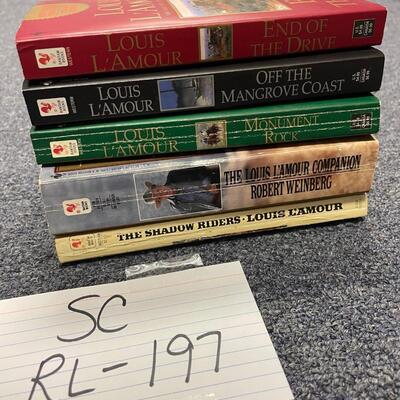 LOUIS
L'AMOUR
END OF
THE DRIVE
LOUIS
L'AMOUR
OFF THE
MANGROVE COAST
LOUIS
L'AMOUR
MONUMENT
ROCK
THE LOUIS L'AMOUR COMPANION
ROBERT WEINBERG
THE SHADOW RIDERS · LOUIS L'AMOUR
SC
RL-197